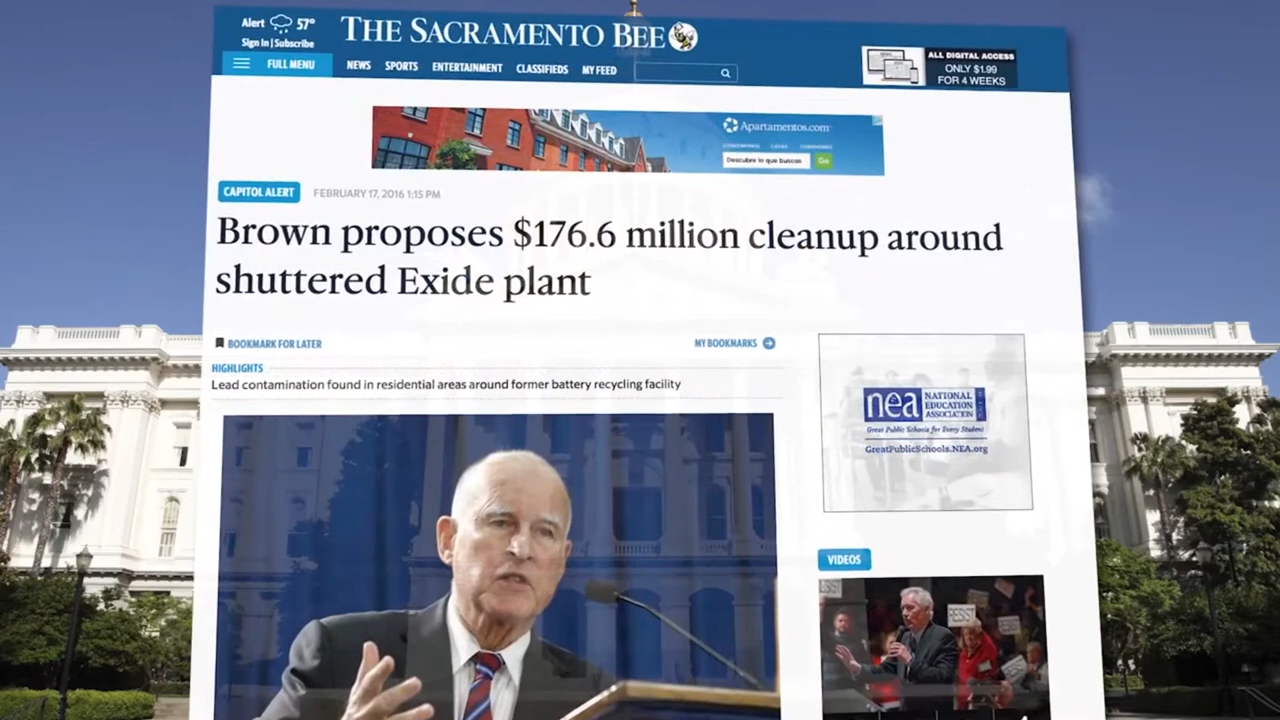 Alert 57°
Sign In | Subscribe
THE SACRAMENTO BEE
FULL MENU NEWS SPORTS ENTERTAINMENT CLASSIFIEDS MY FEED
ALL DIGITAL ACCESS
ONLY $1.99
FOR 4 WEEKS
Apartamentos.com
Descubre lo que buscas Go
CAPITOL ALERT FEBRUARY 17, 2016 1:15 PM
Brown proposes $176.6 million cleanup around
shuttered Exide plant
BOOKMARK FOR LATER MY BOOKMARKS
HIGHLIGHTS
Lead contamination found in residential areas around former battery recycling facility
nea NATIONAL
EDUCATION
ASSOCIATION
Great Public Schools for Every Student
GreatPublicSchools.NEA.org
VIDEOS